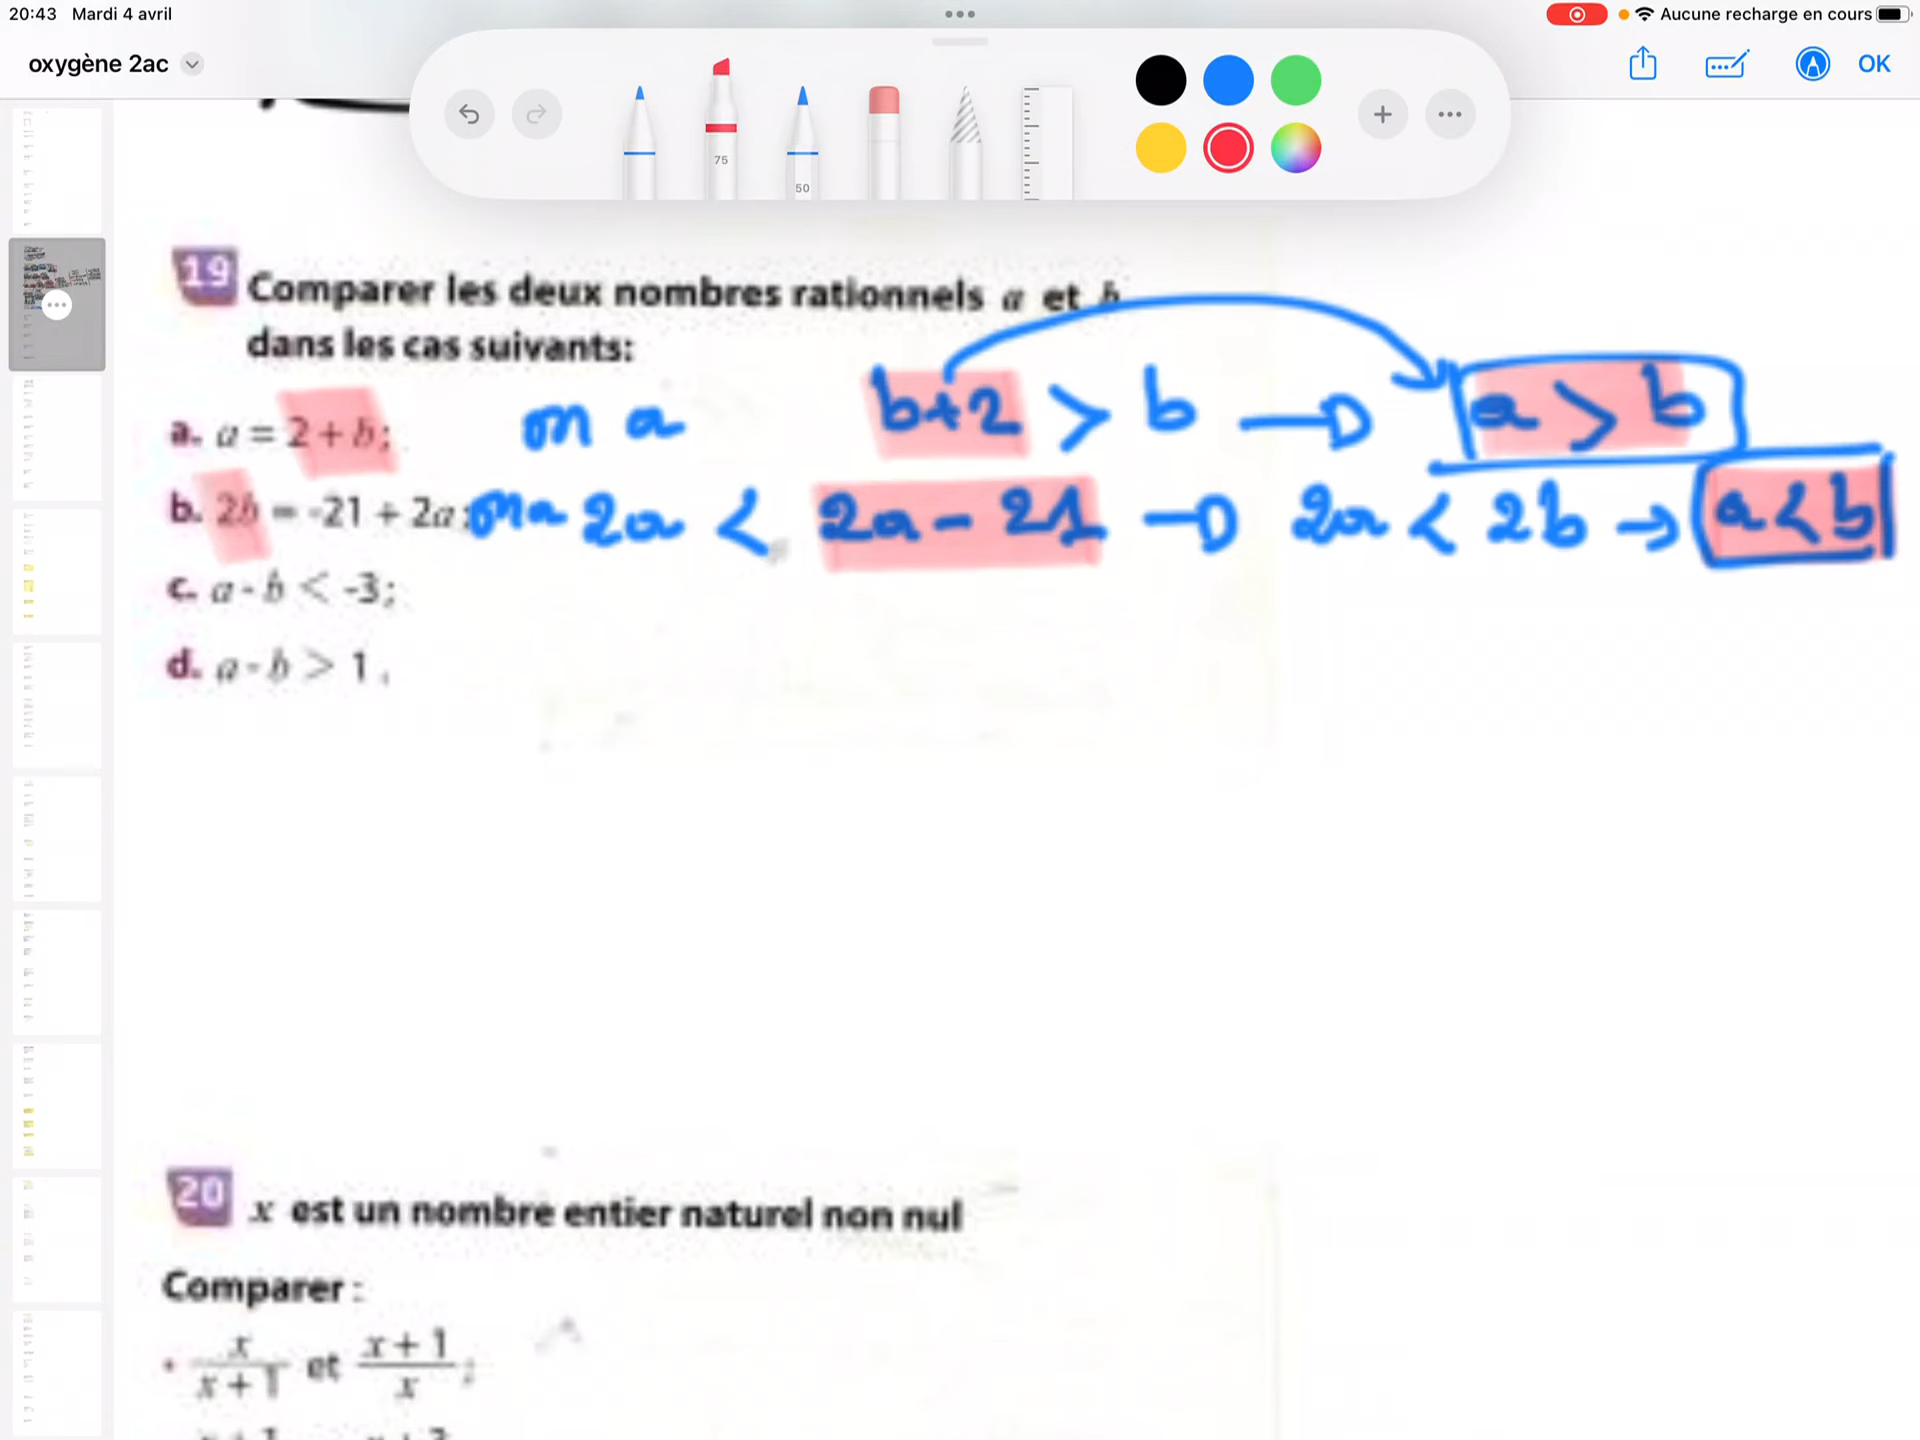 20:43 Mardi 4 avril
Aucune recharge en cours
oxygène 2ac
OK
75
50
19 Comparer les deux nombres rationnels a et b
dans les cas suivants:
a. a = 2 + b; on a b+2 > b → a > b
b. 2b = -21 + 2a; on a 2a < 2a - 21 → 2a < 2b → a < b
c. a - b < -3;
d. a - b > 1.
20 x est un nombre entier naturel non nul
Comparer :
• x/(x + 1) et (x + 1)/x ;